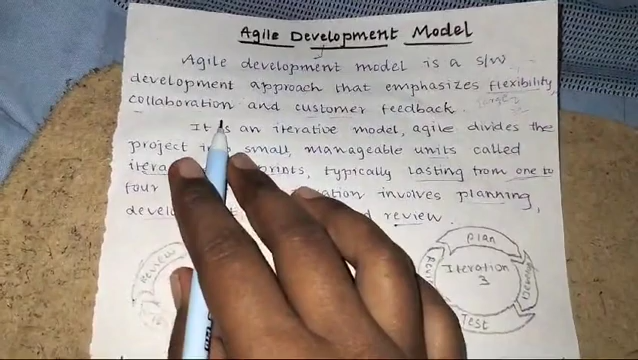 Agile Development Model
Agile development model is a s/w
development approach that emphasizes flexibility,
collaboration and customer feedback.
It is an iterative model, agile divides the
project small, manageable units called
typically lasting from one to
four involves planning,
review.
Review
Plan
Iteration
3
Develop
Test